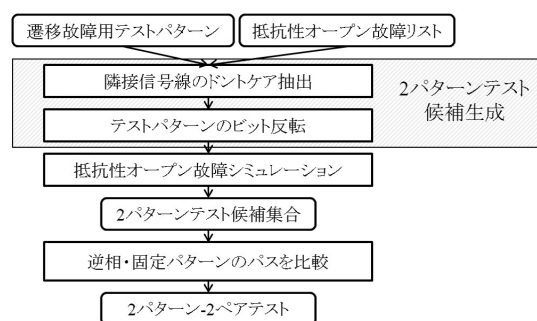 遷移故障用テストパターン
抵抗性オープン故障リスト
隣接信号線のドントケア抽出
テストパターンのビット反転
2パターンテスト
候補生成
抵抗性オープン故障シミュレーション
2パターンテスト候補集合
逆相・固定パターンのパスを比較
2パターン-2ペアテスト